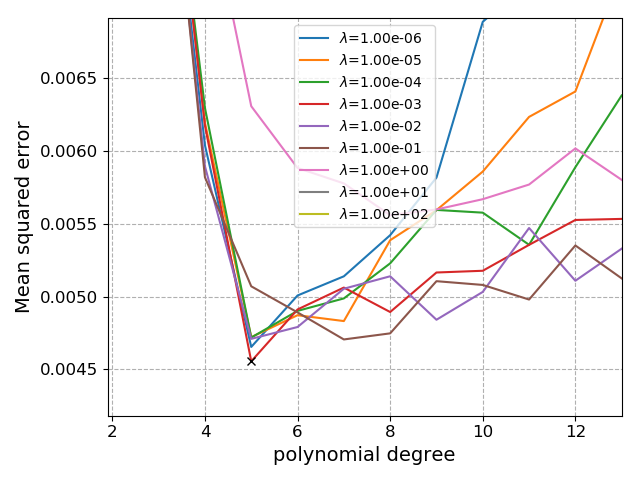 λ=1.00e-06
λ=1.00e-05
λ=1.00e-04
λ=1.00e-03
λ=1.00e-02
λ=1.00e-01
λ=1.00e+00
λ=1.00e+01
λ=1.00e+02
0.0065
0.0060
0.0055
0.0050
0.0045
Mean squared error
2 4 6 8 10 12
polynomial degree